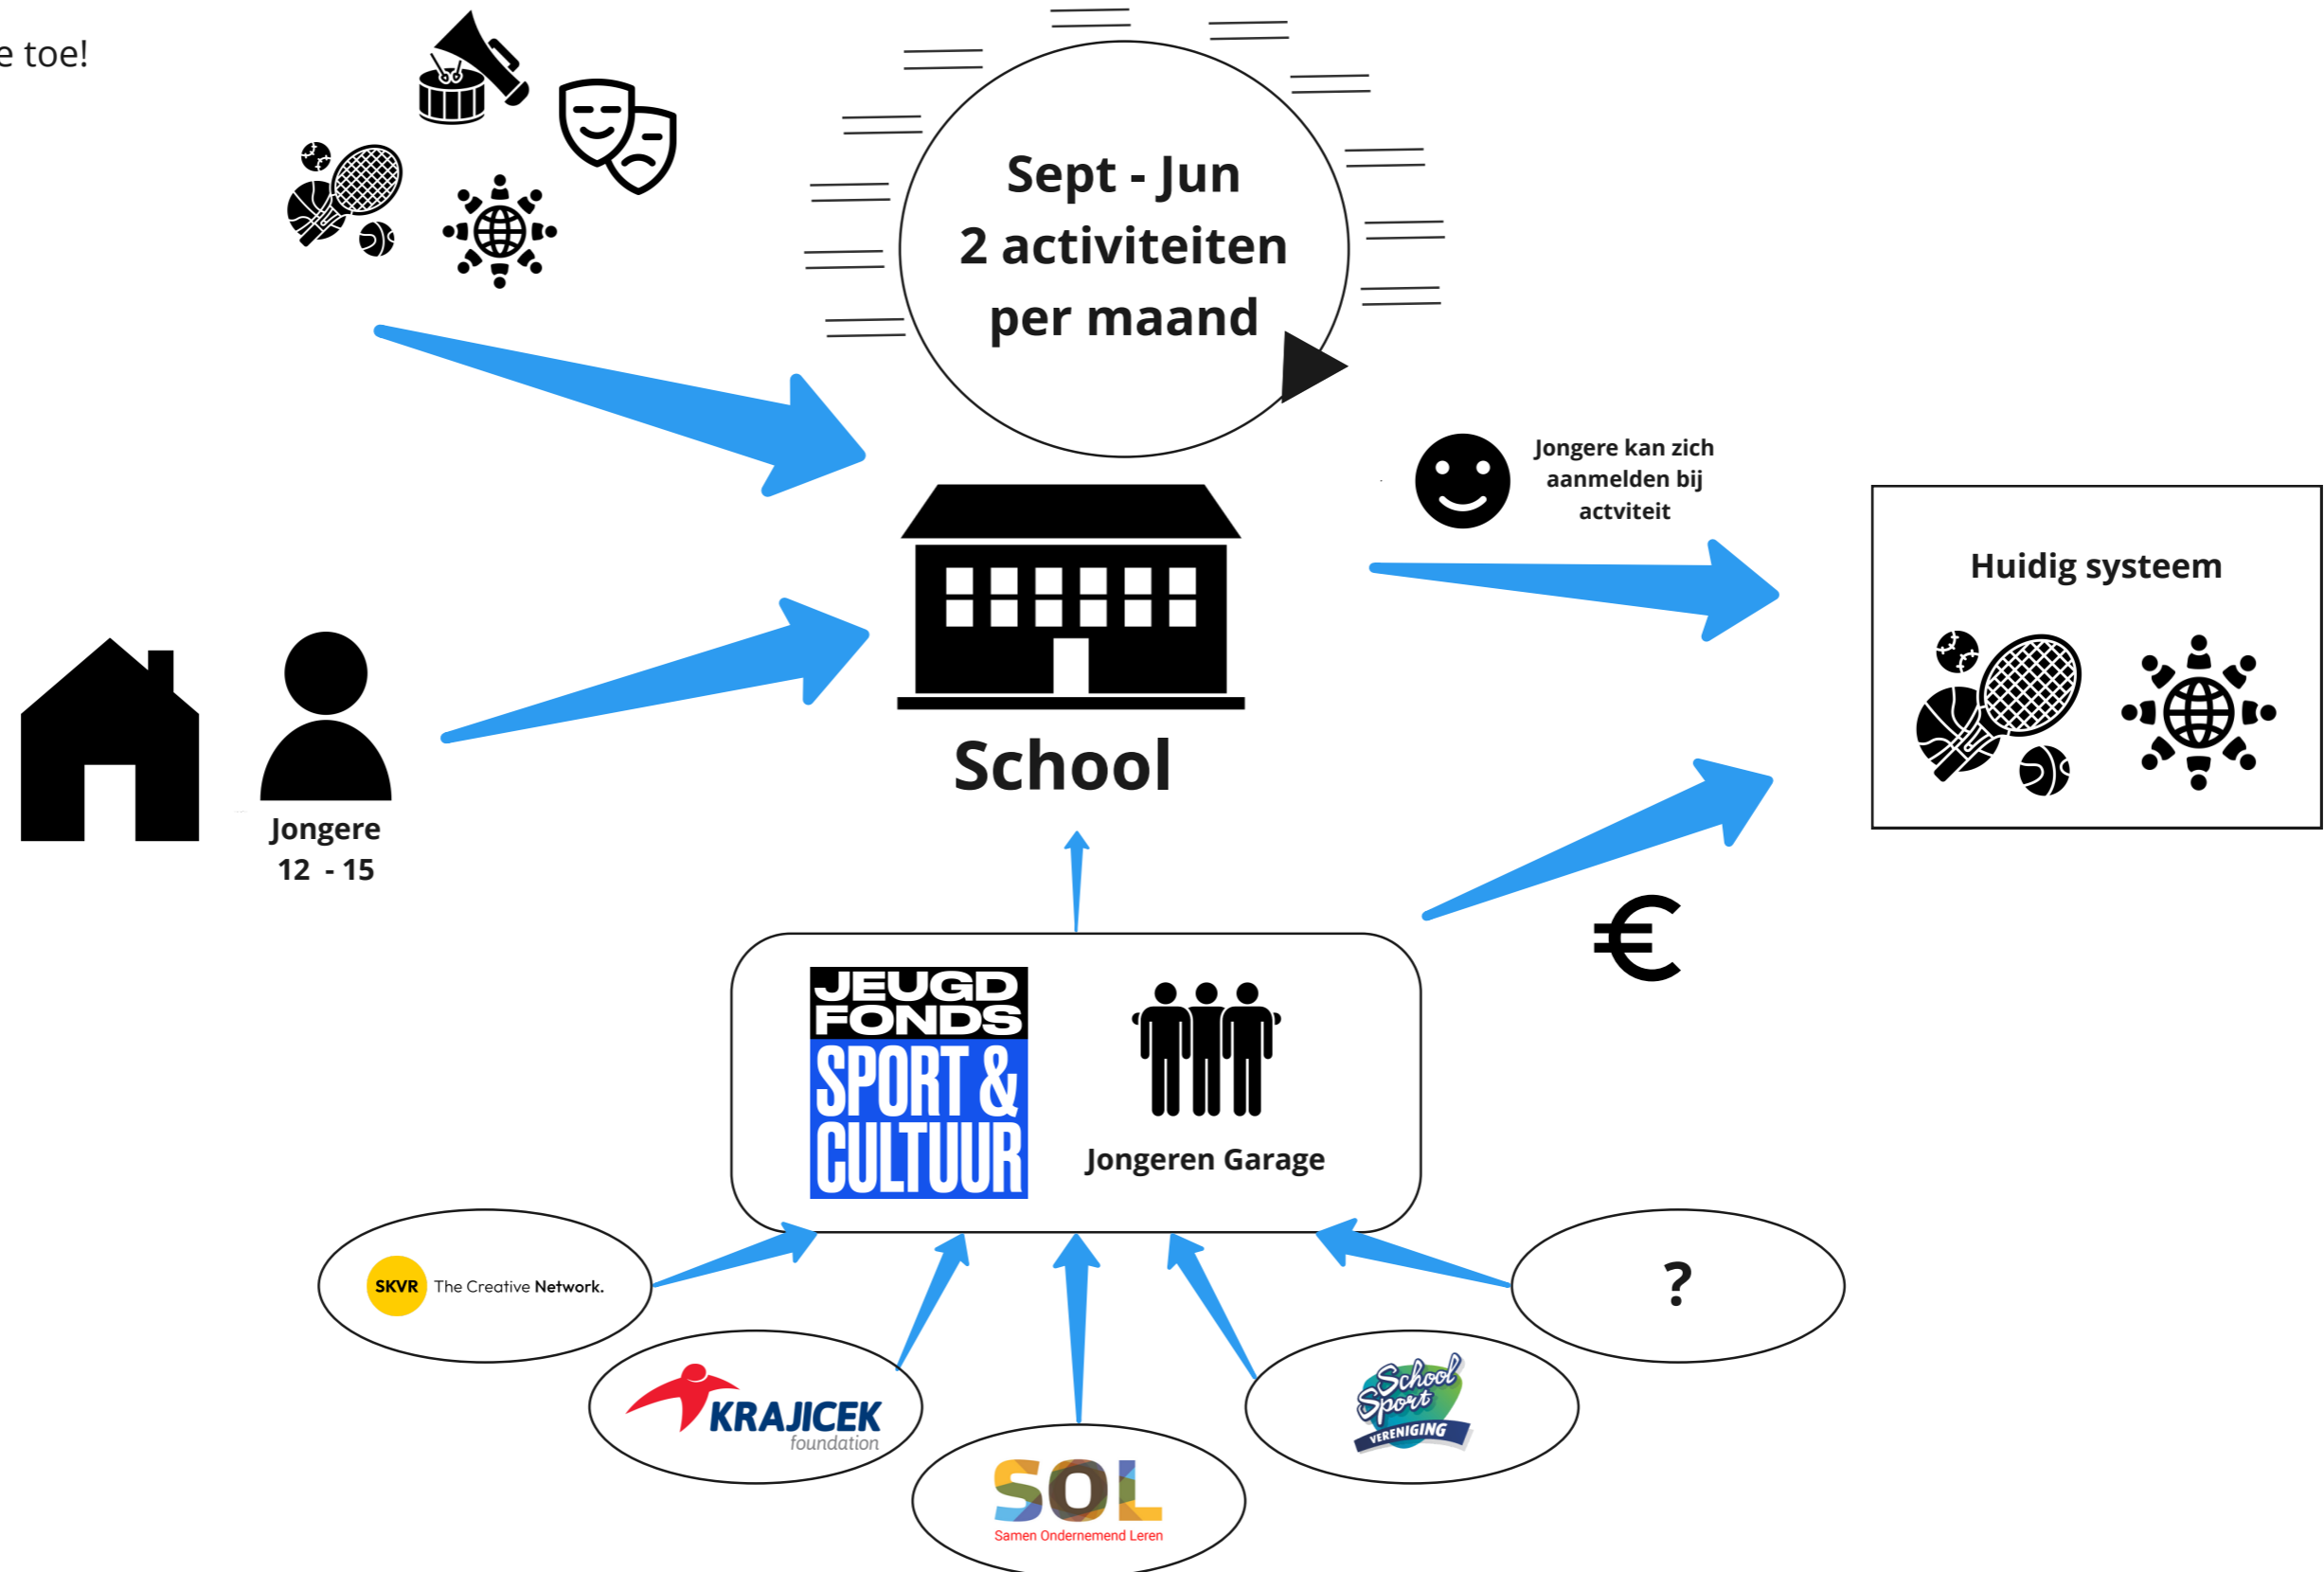 e toe!
Sept - Jun
2 activiteiten
per maand
Jongere kan zich
aanmelden bij
actviteit
Huidig systeem
School
Jongere
12 - 15
€
JEUGD
FONDS
SPORT &
CULTUUR
Jongeren Garage
SKVR The Creative Network.
?
KRAJICEK
foundation
School
Sport
VERENIGING
SOL
Samen Ondernemend Leren